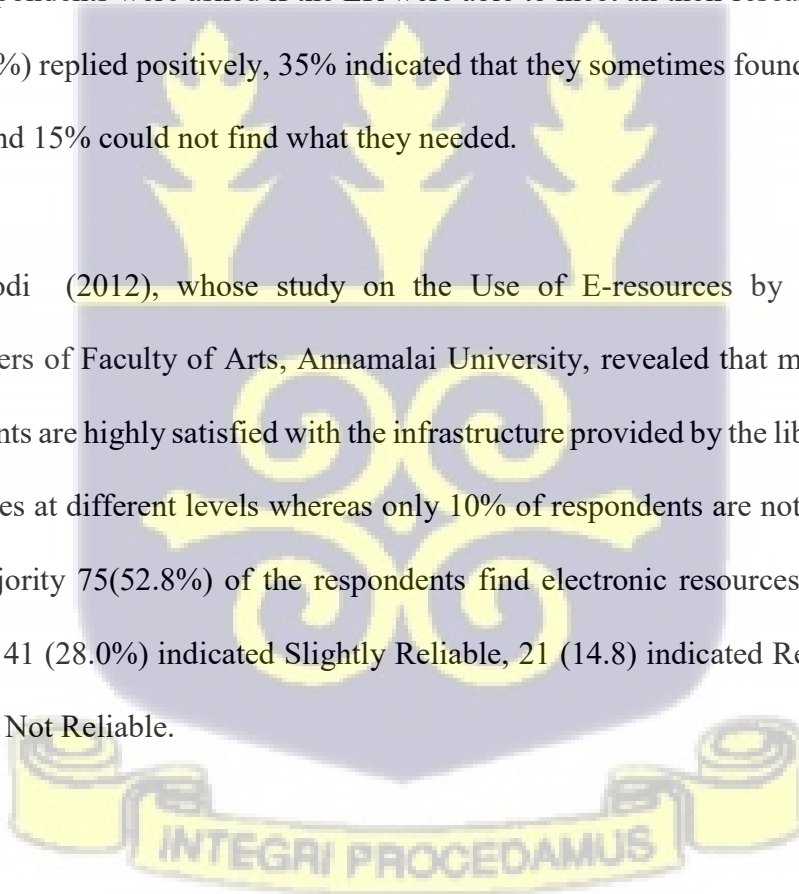 %) replied positively, 35% indicated that they sometimes found
nd 15% could not find what they needed.
odi (2012), whose study on the Use of E-resources by
ers of Faculty of Arts, Annamalai University, revealed that m
nts are highly satisfied with the infrastructure provided by the lib
es at different levels whereas only 10% of respondents are not
jority 75(52.8%) of the respondents find electronic resources
41 (28.0%) indicated Slightly Reliable, 21 (14.8) indicated Re
Not Reliable.
INTEGRI PROCEDAMUS